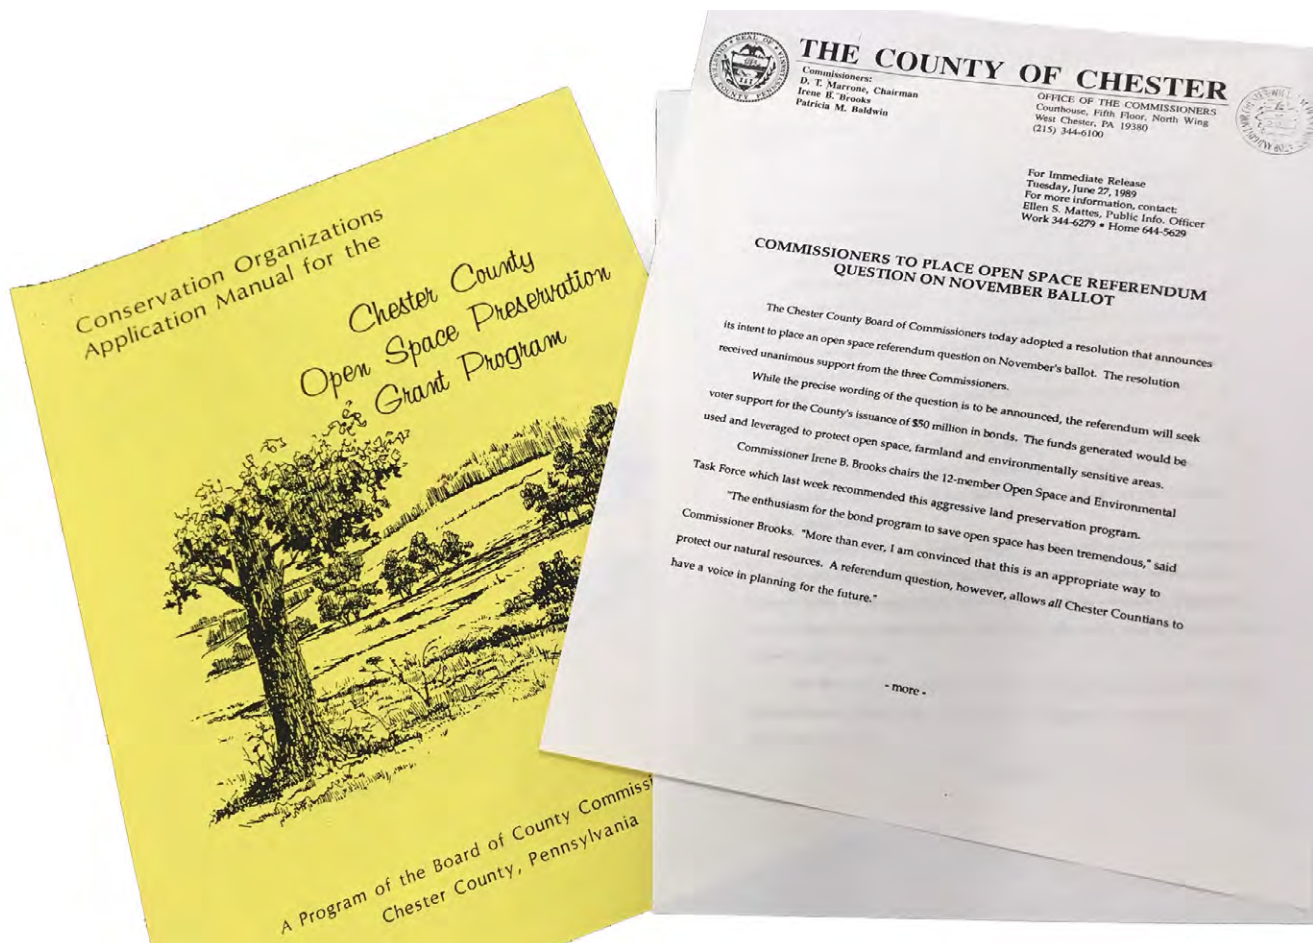 Conservation Organizations
Application Manual for the
Chester County
Open Space Preservation
Grant Program
A Program of the Board of County
Chester County, Pennsylvania
THE COUNTY OF CHESTER
Commissioners:
D. T. Marrone, Chairman
Irene B. Brooks
Patricia M. Baldwin
OFFICE OF THE COMMISSIONERS
Courthouse, Fifth Floor, North Wing
West Chester, PA 19380
(215) 344-6100
For Immediate Release
Tuesday, June 27, 1989
For more information, contact:
Ellen S. Mattes, Public Info. Officer
Work 344-6279 • Home 644-5629
COMMISSIONERS TO PLACE OPEN SPACE REFERENDUM
QUESTION ON NOVEMBER BALLOT
The Chester County Board of Commissioners today adopted a resolution that announces
its intent to place an open space referendum question on November's ballot. The resolution
received unanimous support from the three Commissioners.
While the precise wording of the question is to be announced, the referendum will seek
voter support for the County's issuance of $50 million in bonds. The funds generated would be
used and leveraged to protect open space, farmland and environmentally sensitive areas.
Commissioner Irene B. Brooks chairs the 12-member Open Space and Environmental
Task Force which last week recommended this aggressive land preservation program.
"The enthusiasm for the bond program to save open space has been tremendous," said
Commissioner Brooks. "More than ever, I am convinced that this is an appropriate way to
protect our natural resources. A referendum question, however, allows all Chester Countians to
have a voice in planning for the future."
- more -